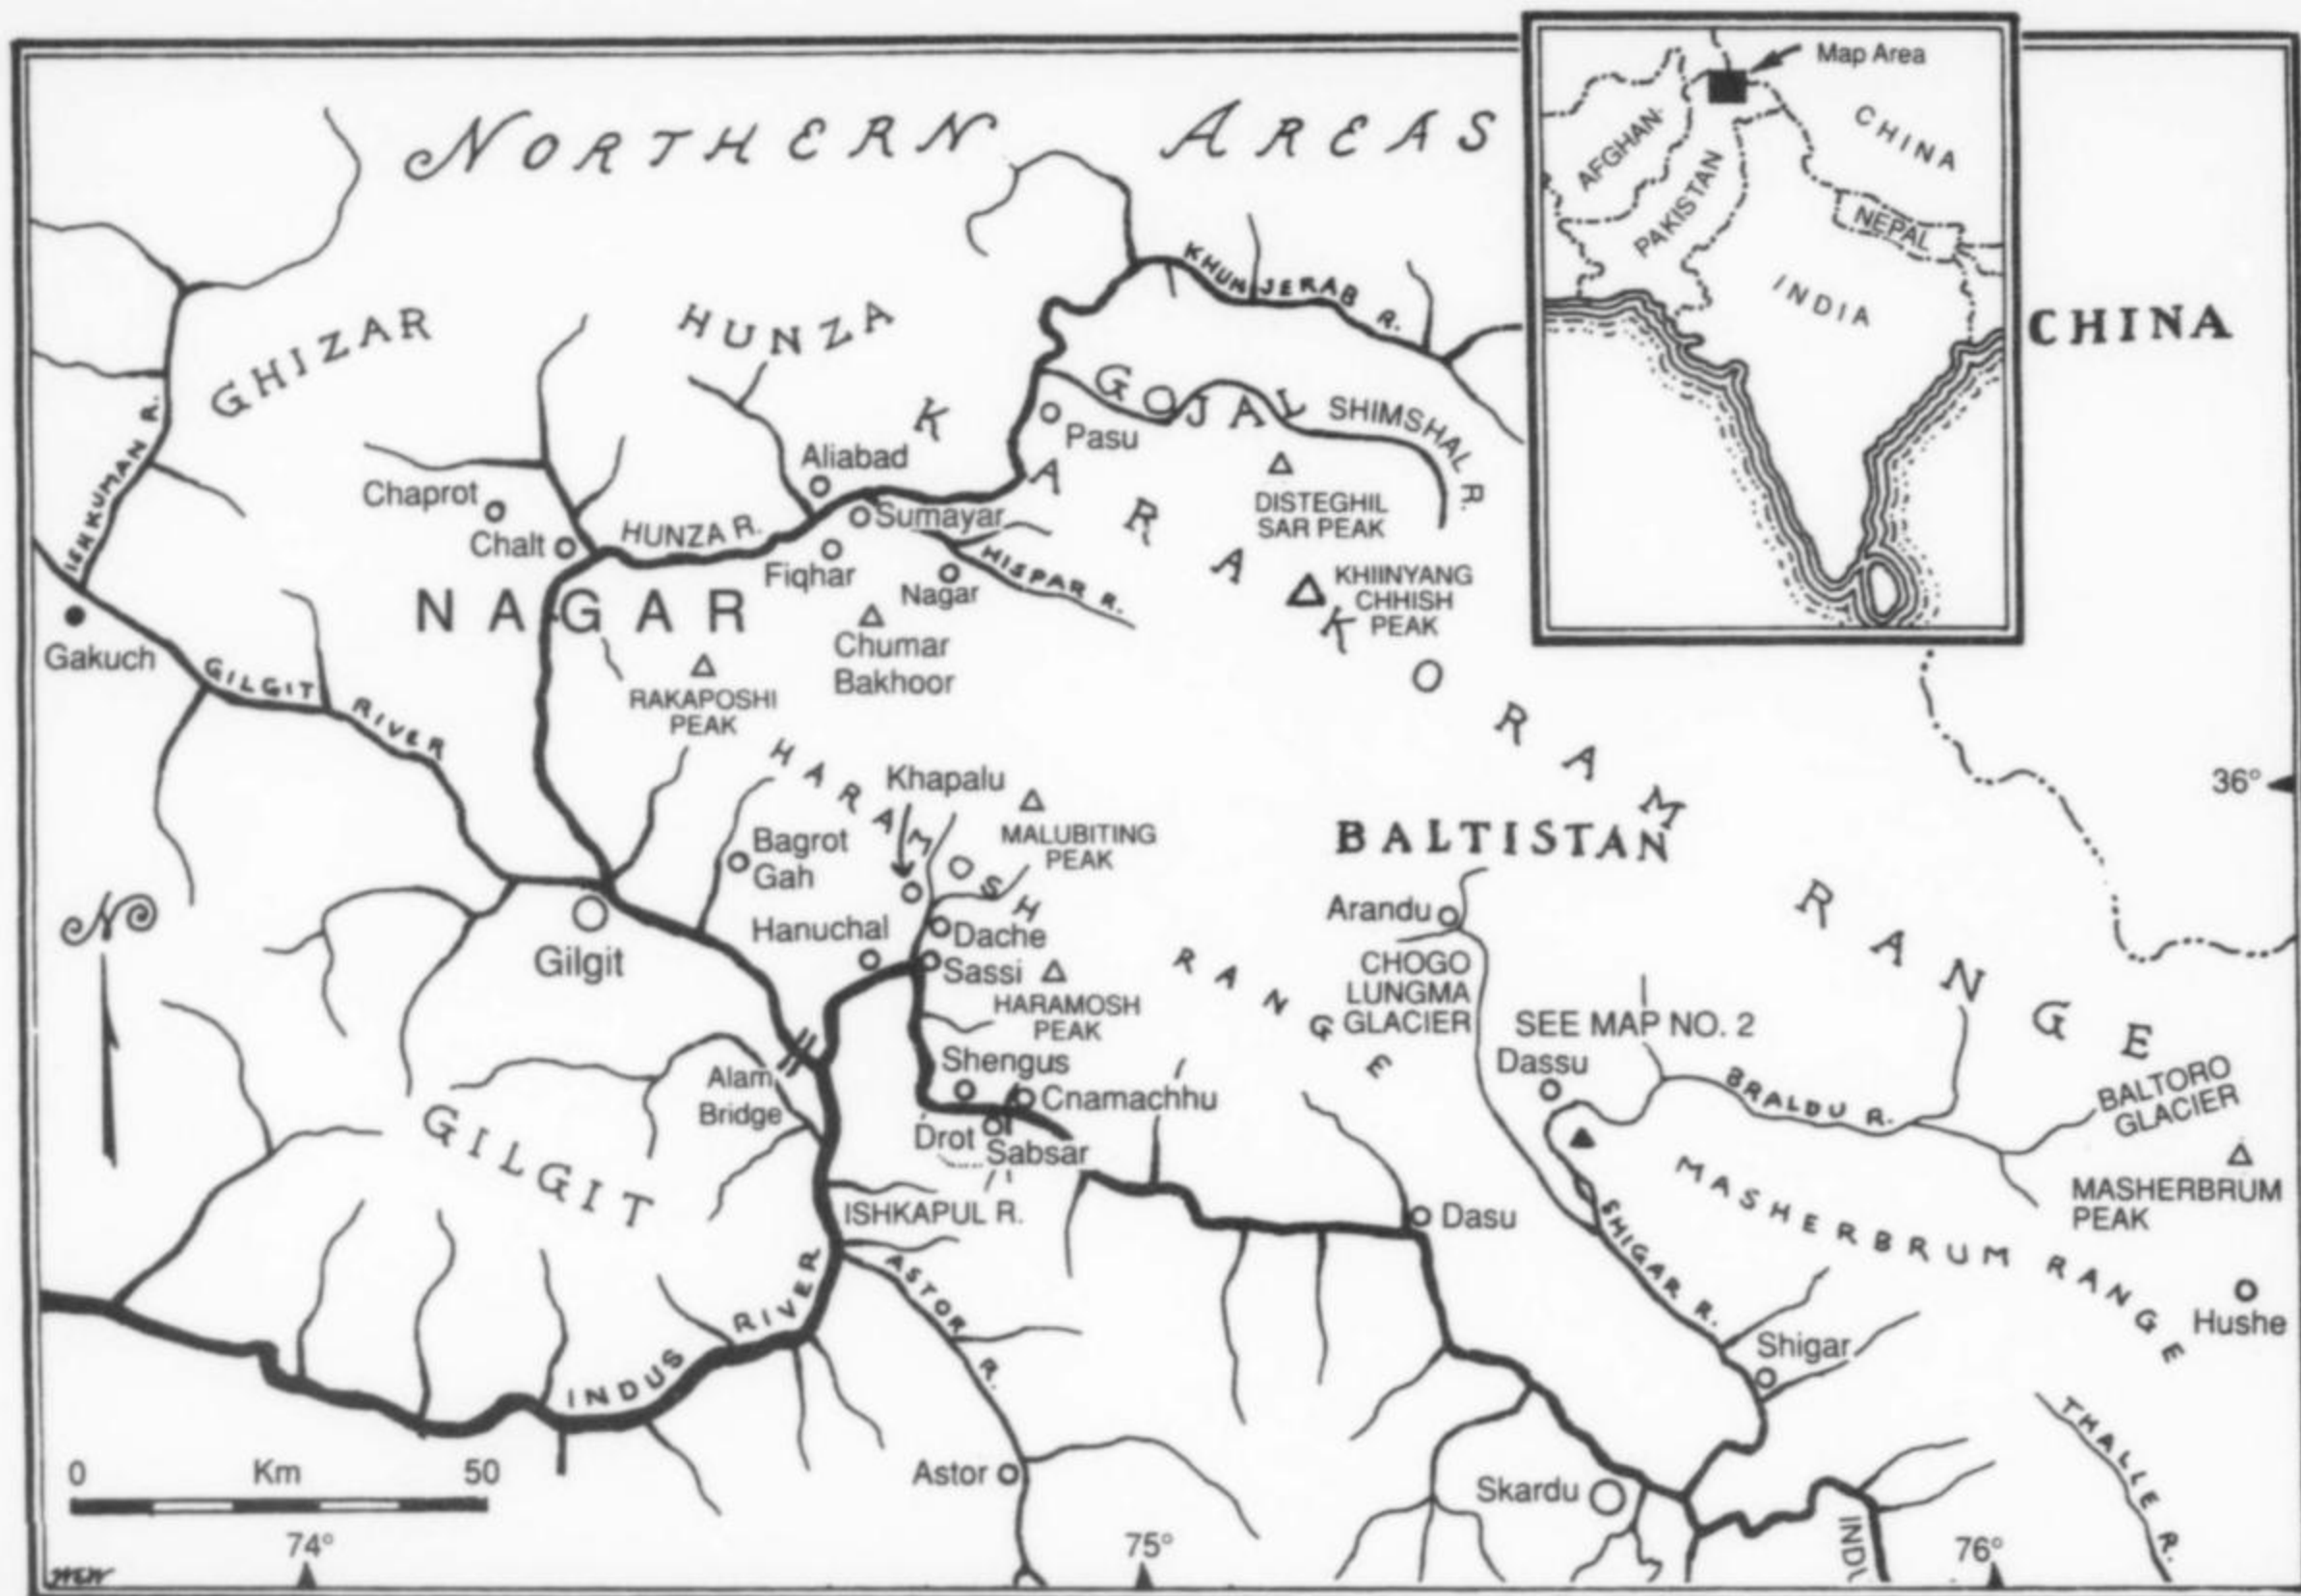 NORTHERN AREAS
Map Area
AFGHAN-
CHINA
PAKISTAN
NEPAL
INDIA
CHINA
GHIZAR
HUNZA
KHUNJERAB R.
GOJAL
SHIMSHAL R.
Pasu
ISHKUMAN R.
Aliabad
Chaprot
Sumayar
HUNZA R.
Chalt
Fiqhar
Nagar
HISPAR R.
DISTEGHIL
SAR PEAK
KHIINYANG
CHHISH
PEAK
KARAKORAM RANGE
NAGAR
Gakuch
Chumar
Bakhoor
RAKAPOSHI
PEAK
GILGIT RIVER
HARAMOSH RANGE
Khapalu
MALUBITING
PEAK
36°
BALTISTAN
Bagrot
Gah
Arandu
N
Hanuchal
Dache
Gilgit
Sassi
HARAMOSH
PEAK
CHOGO
LUNGMA
GLACIER
SEE MAP NO. 2
Dassu
Shengus
Alam
Bridge
Cnamachhu
BRALDU R.
BALTORO
GLACIER
Drot
Sabsar
GILGIT
ISHKAPUL R.
Dasu
MASHERBRUM
PEAK
MASHERBRUM RANGE
SHIGAR R.
ASTOR R.
INDUS RIVER
Hushe
Shigar
THALLE R.
Astor
Skardu
INDU
0 Km 50
74°
75°
76°